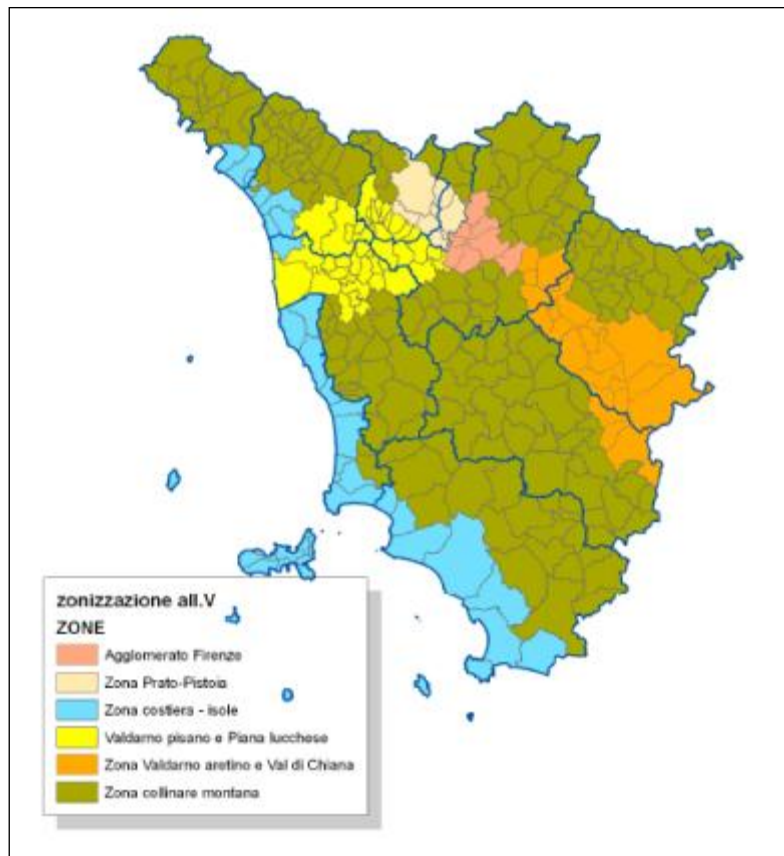 zonizzazione all.V
ZONE
Agglomerato Firenze
Zona Prato-Pistoia
Zona costiera - isole
Valdarno pisano e Piana lucchese
Zona Valdarno aretino e Val di Chiana
Zona collinare montana